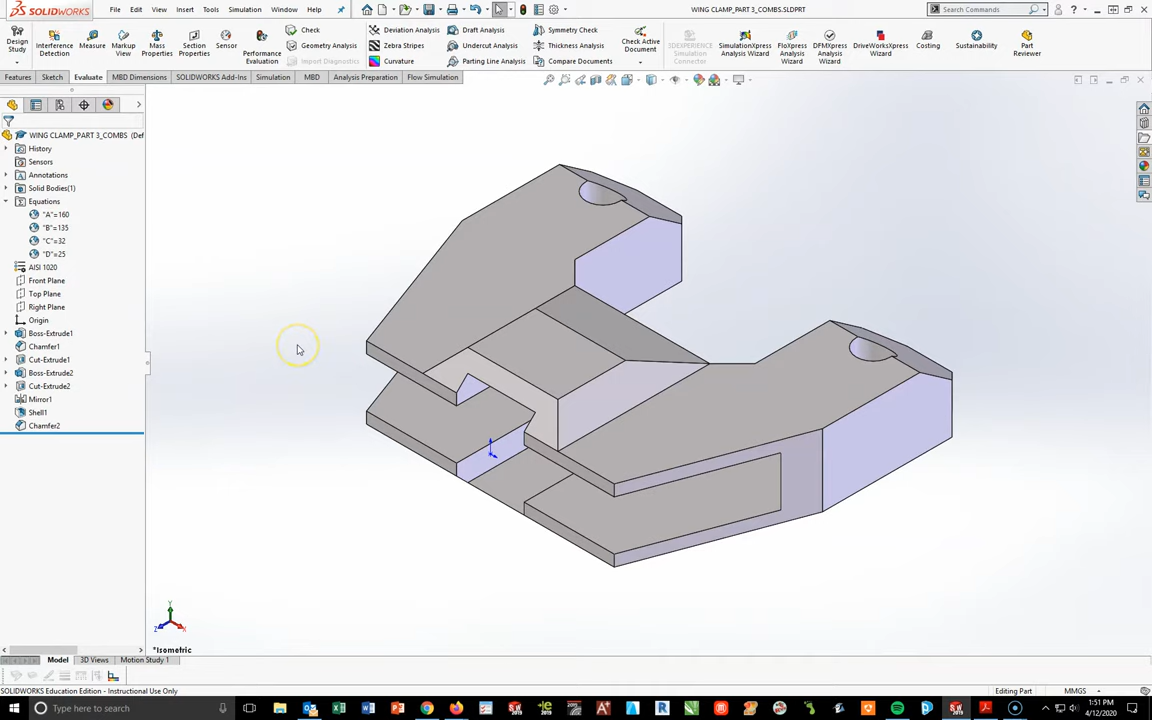 SOLIDWORKS File Edit View Insert Tools Simulation Window Help WING CLAMP_PART 3_COMBS.SLDPRT Search Commands
Design Study
Interference Detection
Measure
Markup View
Mass Properties
Section Properties
Sensor
Performance Evaluation
Check
Geometry Analysis
Import Diagnostics
Deviation Analysis
Zebra Stripes
Curvature
Draft Analysis
Undercut Analysis
Parting Line Analysis
Symmetry Check
Thickness Analysis
Compare Documents
Check Active Document
3DEXPERIENCE Simulation Connector
SimulationXpress Analysis Wizard
FloXpress Analysis Wizard
DFMXpress Analysis Wizard
DriveWorksXpress Wizard
Costing
Sustainability
Part Reviewer
Features Sketch Evaluate MBD Dimensions SOLIDWORKS Add-Ins Simulation MBD Analysis Preparation Flow Simulation
WING CLAMP_PART 3_COMBS (Def
History
Sensors
Annotations
Solid Bodies(1)
Equations
"A"=160
"B"=135
"C"=32
"D"=25
AISI 1020
Front Plane
Top Plane
Right Plane
Origin
Boss-Extrude1
Chamfer1
Cut-Extrude1
Boss-Extrude2
Cut-Extrude2
Mirror1
Shell1
Chamfer2
Y
Z X
*Isometric
Model 3D Views Motion Study 1
SOLIDWORKS Education Edition - Instructional Use Only Editing Part MMGS
Type here to search
1:51 PM
4/12/2020